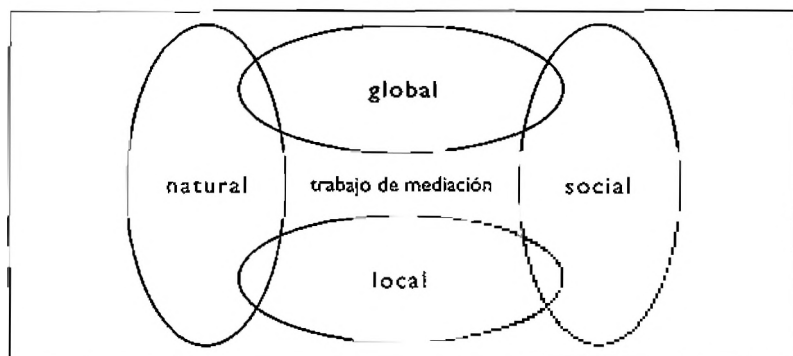 global
natural
trabajo de mediación
social
local